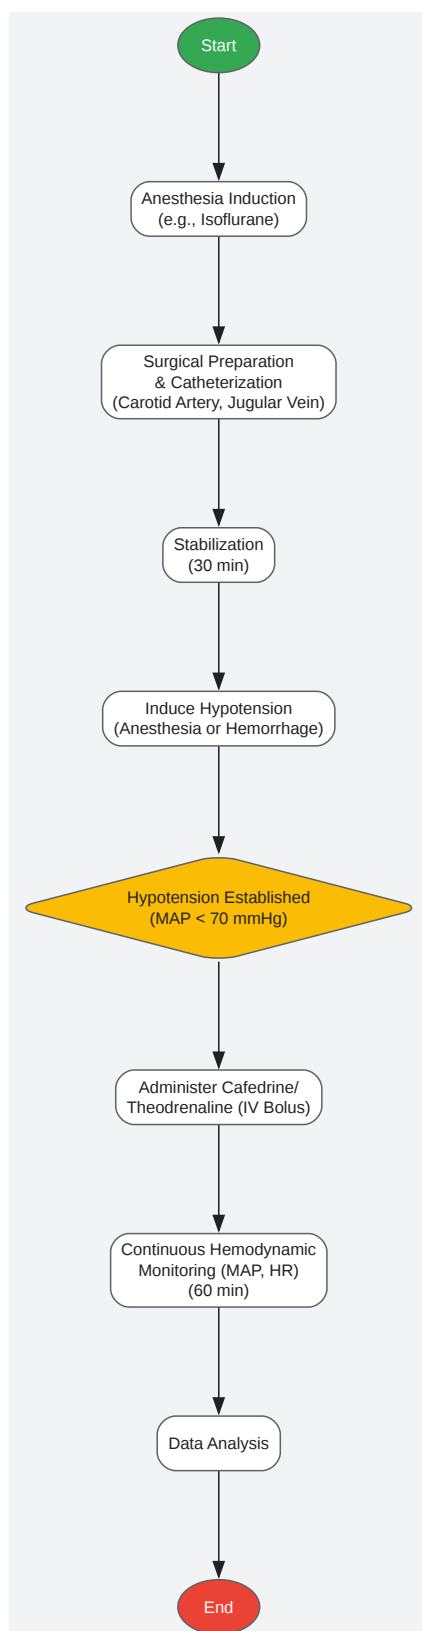 Start
Anesthesia Induction
(e.g., Isoflurane)
Surgical Preparation
& Catheterization
(Carotid Artery, Jugular Vein)
Stabilization
(30 min)
Induce Hypotension
(Anesthesia or Hemorrhage)
Hypotension Established
(MAP < 70 mmHg)
Administer Cafedrine/
Theodrenaline (IV Bolus)
Continuous Hemodynamic
Monitoring (MAP, HR)
(60 min)
Data Analysis
End